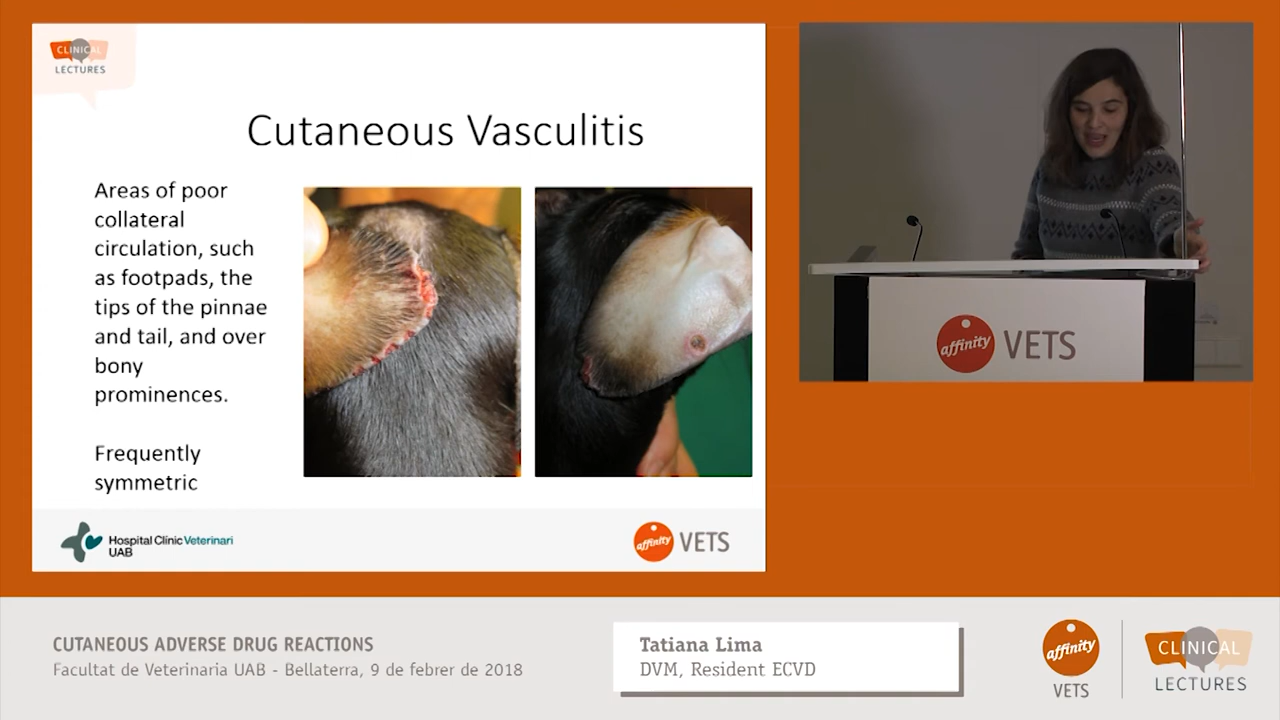 CLINICAL
LECTURES
Cutaneous Vasculitis
Areas of poor
collateral
circulation, such
as footpads, the
tips of the pinnae
and tail, and over
bony
prominences.
Frequently
symmetric
Hospital Clínic Veterinari
UAB
affinity VETS
affinity VETS
CUTANEOUS ADVERSE DRUG REACTIONS
Facultat de Veterinaria UAB - Bellaterra, 9 de febrer de 2018
Tatiana Lima
DVM, Resident ECVD
affinity
VETS
CLINICAL
LECTURES